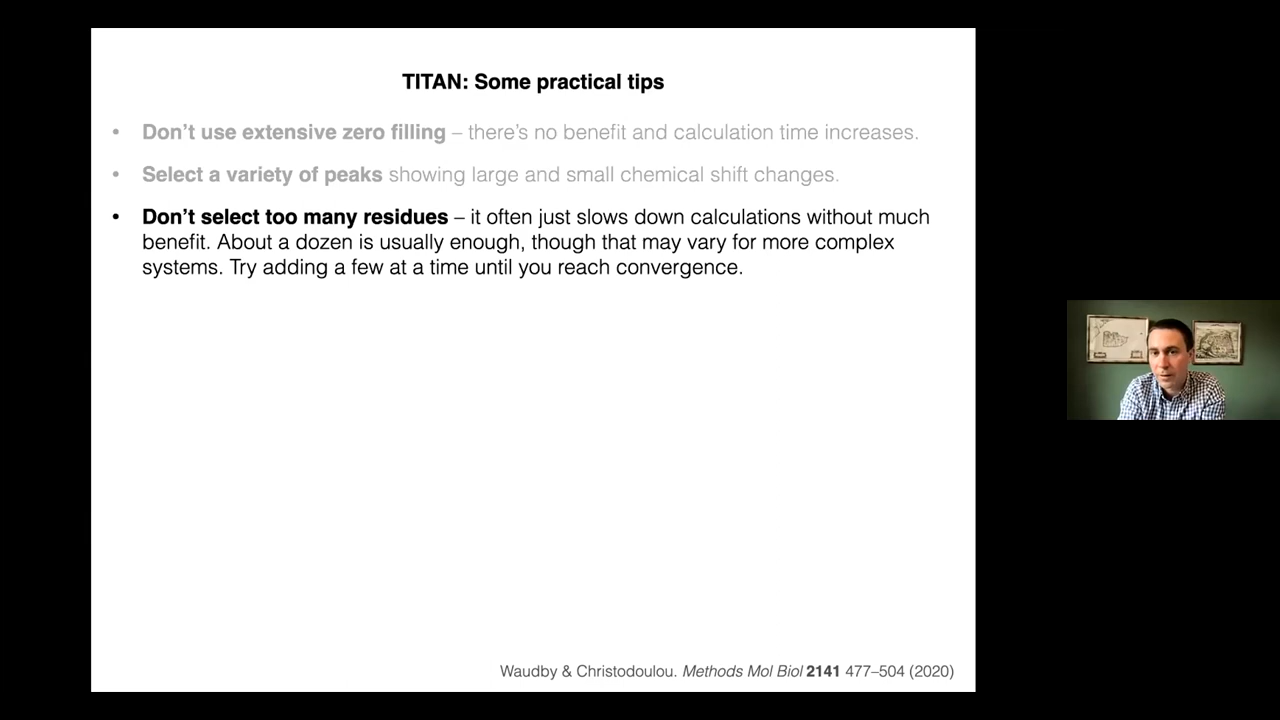 TITAN: Some practical tips
• Don’t use extensive zero filling – there’s no benefit and calculation time increases.
• Select a variety of peaks showing large and small chemical shift changes.
• Don’t select too many residues – it often just slows down calculations without much
benefit. About a dozen is usually enough, though that may vary for more complex
systems. Try adding a few at a time until you reach convergence.
Waudby & Christodoulou. Methods Mol Biol 2141 477–504 (2020)